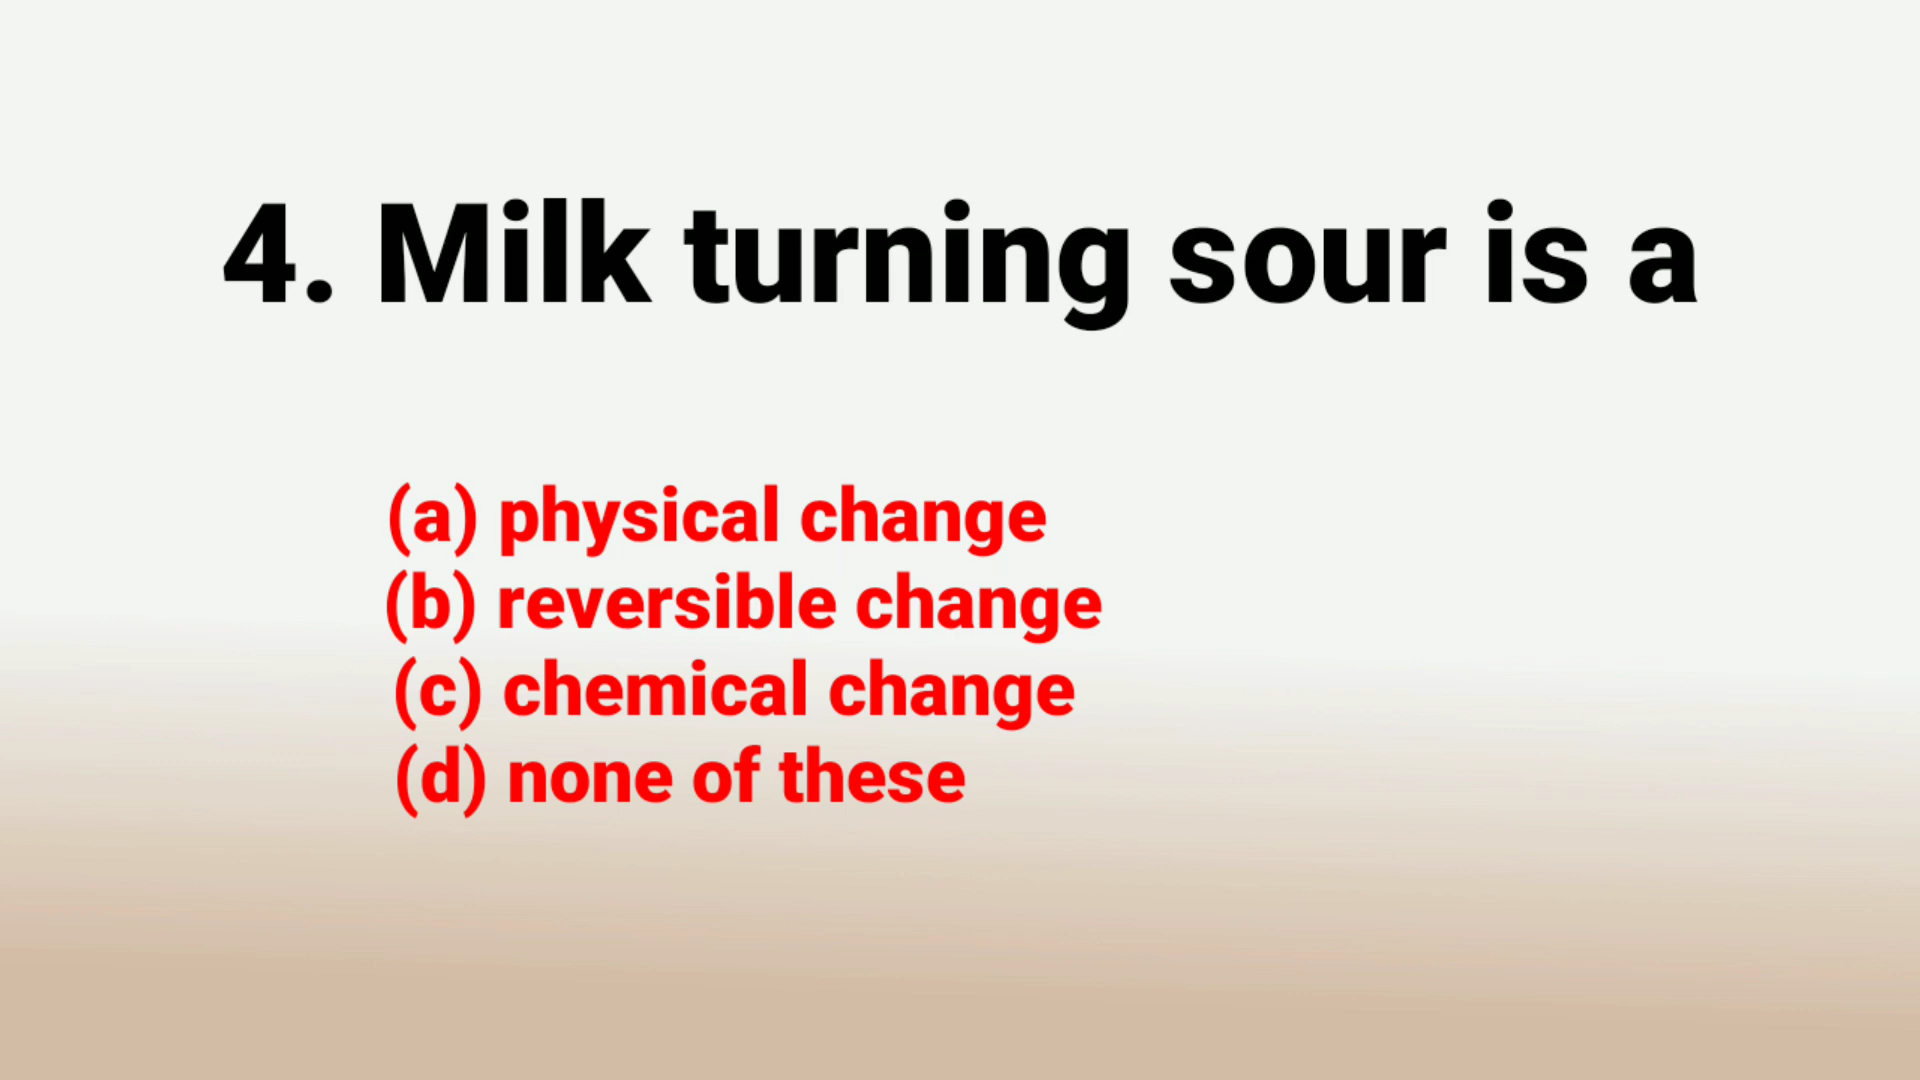 4. Milk turning sour is a
(a) physical change
(b) reversible change
(c) chemical change
(d) none of these